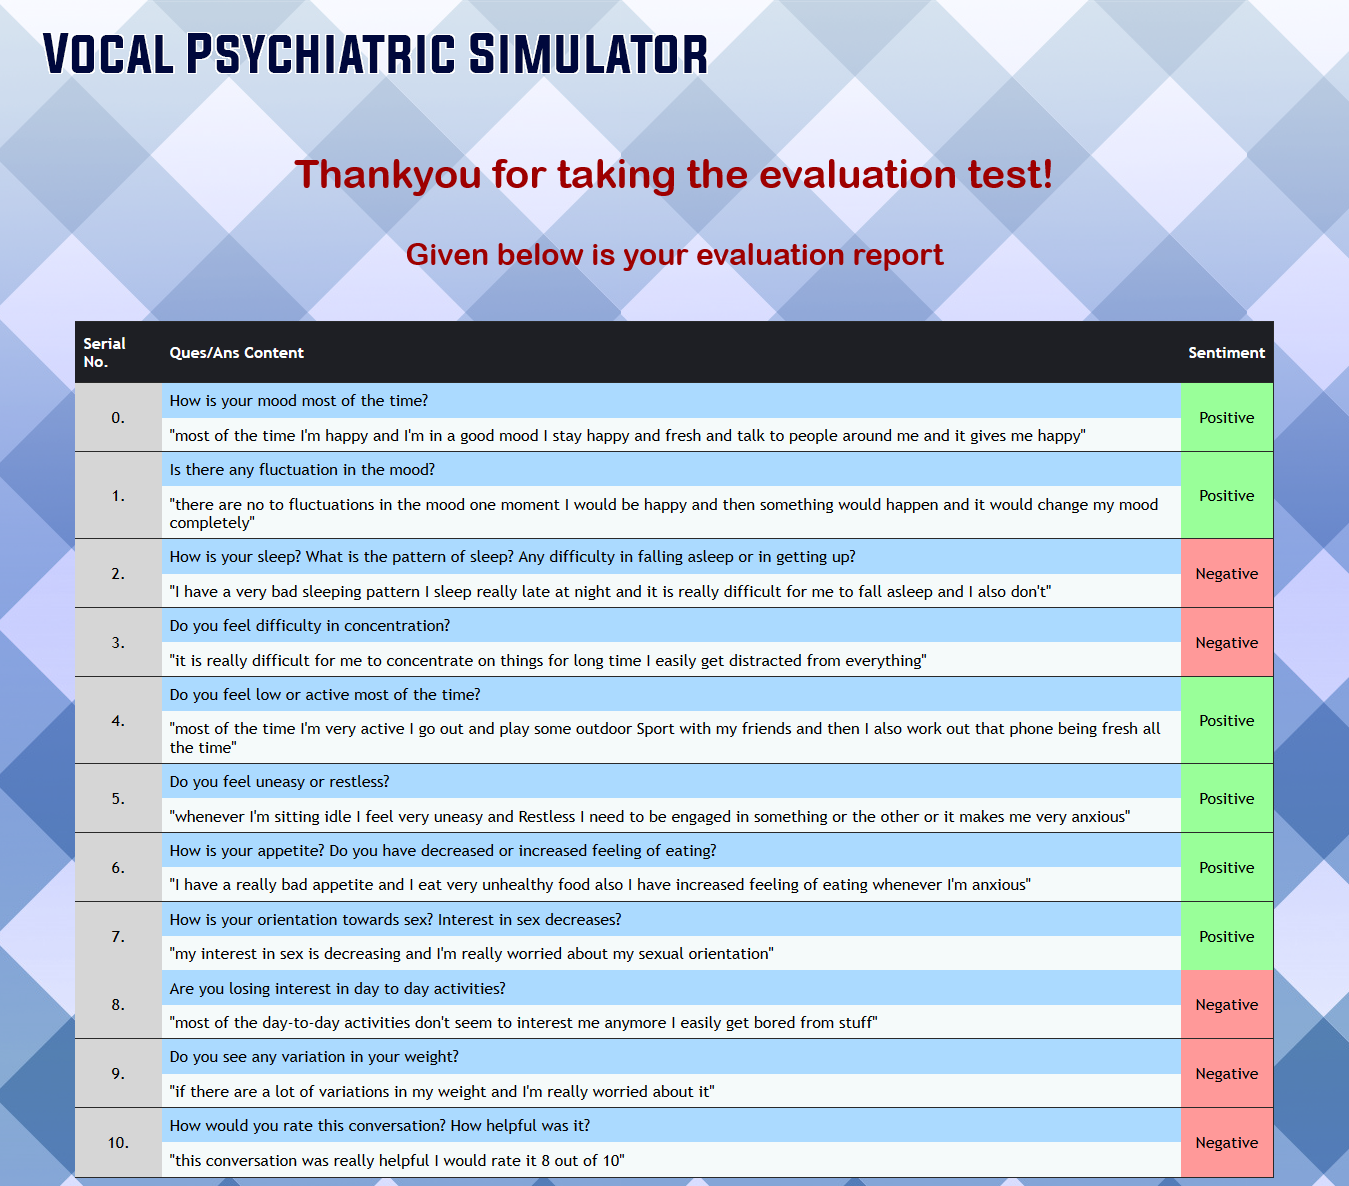 Vocal Psychiatric Simulator
Thankyou for taking the evaluation test!
Given below is your evaluation report
Serial No. Ques/Ans Content Sentiment
0. How is your mood most of the time? Positive
"most of the time I'm happy and I'm in a good mood I stay happy and fresh and talk to people around me and it gives me happy"
1. Is there any fluctuation in the mood? Positive
"there are no to fluctuations in the mood one moment I would be happy and then something would happen and it would change my mood
completely"
2. How is your sleep? What is the pattern of sleep? Any difficulty in falling asleep or in getting up? Negative
"I have a very bad sleeping pattern I sleep really late at night and it is really difficult for me to fall asleep and I also don't"
3. Do you feel difficulty in concentration? Negative
"it is really difficult for me to concentrate on things for long time I easily get distracted from everything"
4. Do you feel low or active most of the time? Positive
"most of the time I'm very active I go out and play some outdoor Sport with my friends and then I also work out that phone being fresh all
the time"
5. Do you feel uneasy or restless? Positive
"whenever I'm sitting idle I feel very uneasy and Restless I need to be engaged in something or the other or it makes me very anxious"
6. How is your appetite? Do you have decreased or increased feeling of eating? Positive
"I have a really bad appetite and I eat very unhealthy food also I have increased feeling of eating whenever I'm anxious"
7. How is your orientation towards sex? Interest in sex decreases? Positive
"my interest in sex is decreasing and I'm really worried about my sexual orientation"
8. Are you losing interest in day to day activities? Negative
"most of the day-to-day activities don't seem to interest me anymore I easily get bored from stuff"
9. Do you see any variation in your weight? Negative
"if there are a lot of variations in my weight and I'm really worried about it"
10. How would you rate this conversation? How helpful was it? Negative
"this conversation was really helpful I would rate it 8 out of 10"